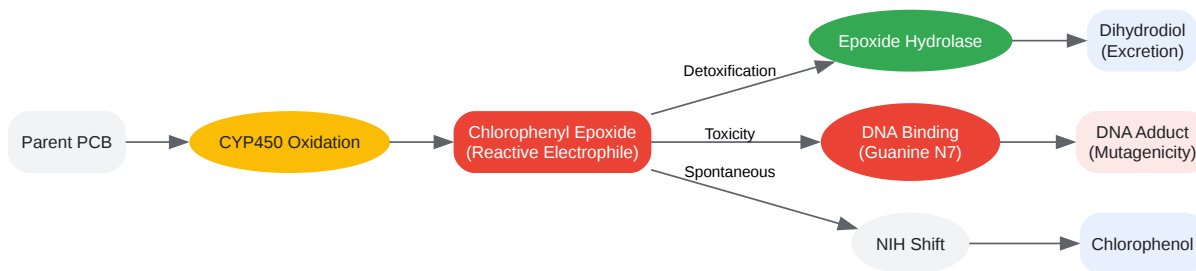 Parent PCB
CYP450 Oxidation
Chlorophenyl Epoxide
(Reactive Electrophile)
Detoxification
Toxicity
Spontaneous
Epoxide Hydrolase
DNA Binding
(Guanine N7)
NIH Shift
Dihydrodiol
(Excretion)
DNA Adduct
(Mutagenicity)
Chlorophenol